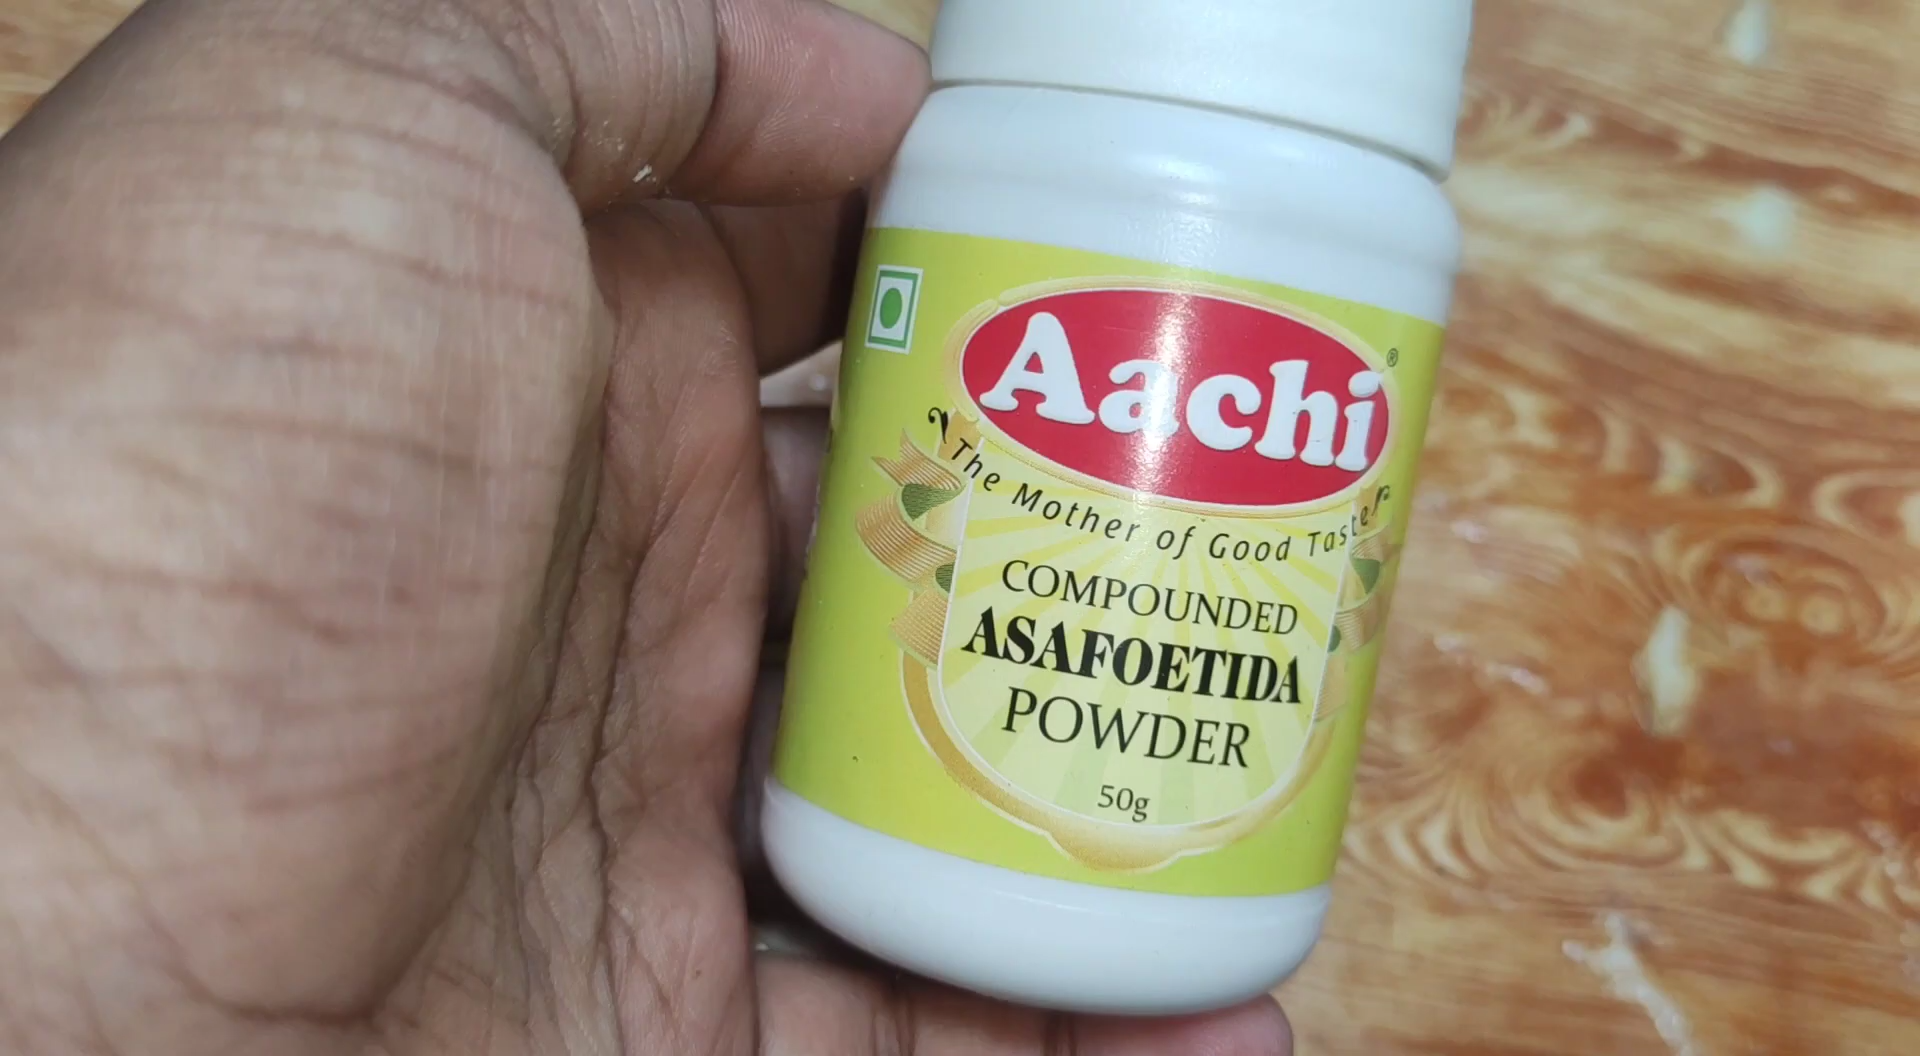 Aachi®
The Mother of Good Taste
COMPOUNDED
ASAFOETIDA
POWDER
50g